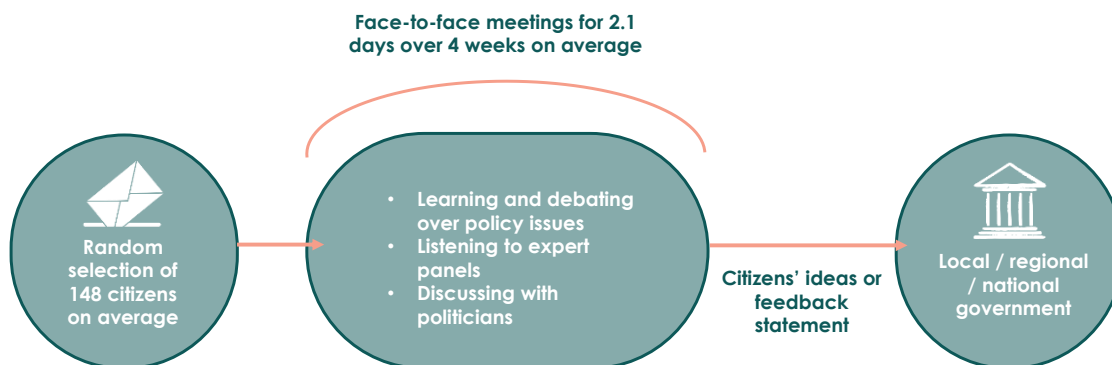 Face-to-face meetings for 2.1
days over 4 weeks on average
Random
selection of
148 citizens
on average
• Learning and debating
over policy issues
• Listening to expert
panels
• Discussing with
politicians
Citizens’ ideas or
feedback
statement
Local / regional
/ national
government